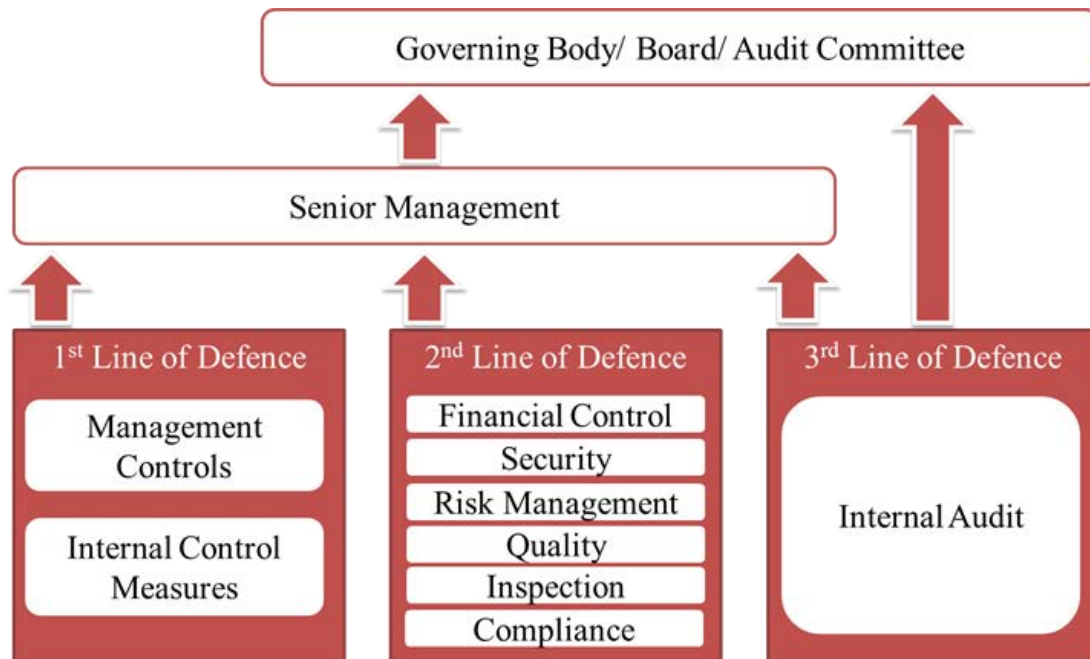 Governing Body/ Board/ Audit Committee
Senior Management
1st Line of Defence
Management
Controls
Internal Control
Measures
2nd Line of Defence
Financial Control
Security
Risk Management
Quality
Inspection
Compliance
3rd Line of Defence
Internal Audit